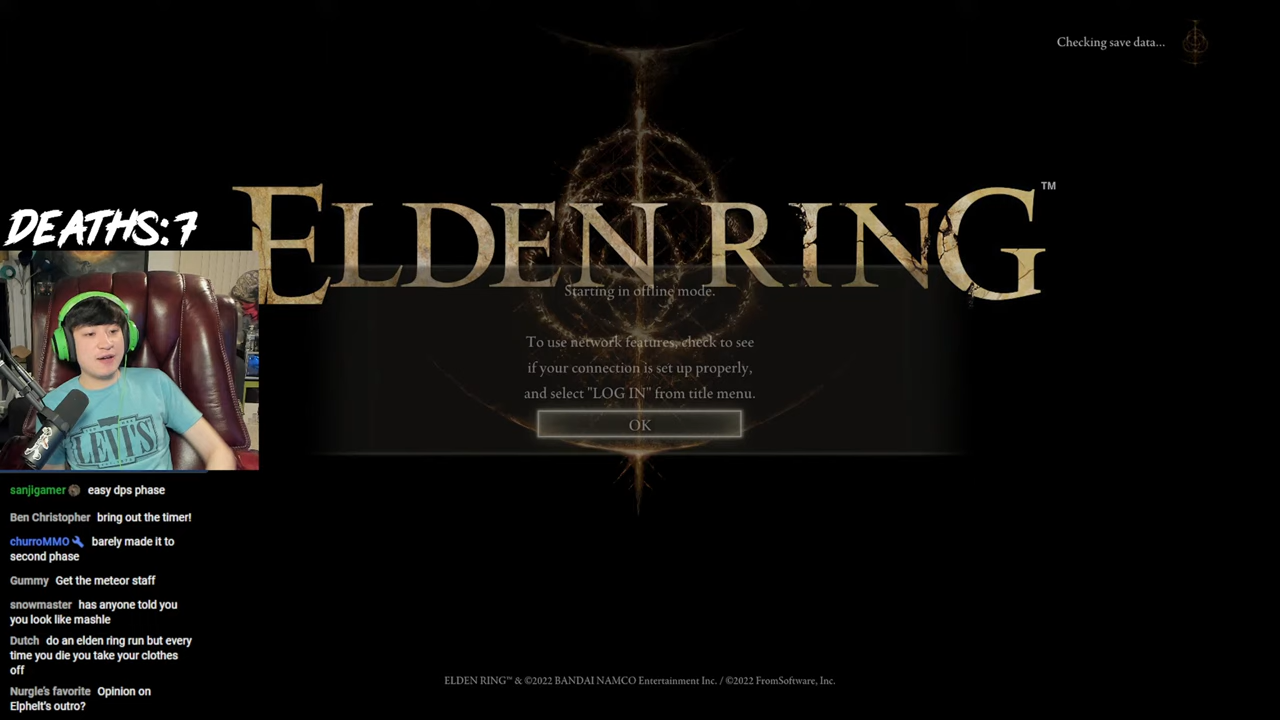 Checking save data...
ELDEN RING™
DEATHS:7
Starting in offline mode.
To use network features, check to see
if your connection is set up properly,
and select "LOG IN" from title menu.
OK
LEVI'S
sanjigamer easy dps phase
Ben Christopher bring out the timer!
churroMMO barely made it to
second phase
Gummy Get the meteor staff
snowmaster has anyone told you
you look like mashle
Dutch do an elden ring run but every
time you die you take your clothes
off
Nurgle's favorite Opinion on
Elphelt's outro?
ELDEN RING™ & ©2022 BANDAI NAMCO Entertainment Inc. / ©2022 FromSoftware, Inc.